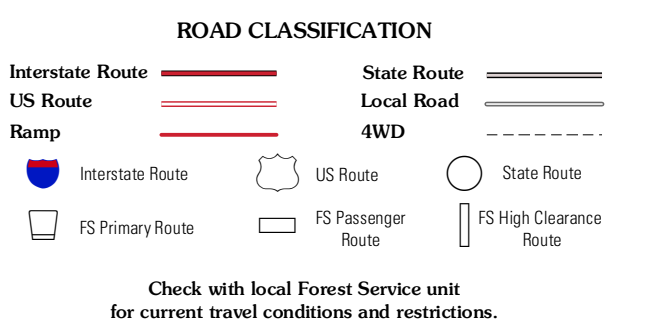 ROAD CLASSIFICATION
Interstate Route
State Route
US Route
Local Road
Ramp
4WD
Interstate Route
US Route
State Route
FS Primary Route
FS Passenger
Route
FS High Clearance
Route
Check with local Forest Service unit
for current travel conditions and restrictions.